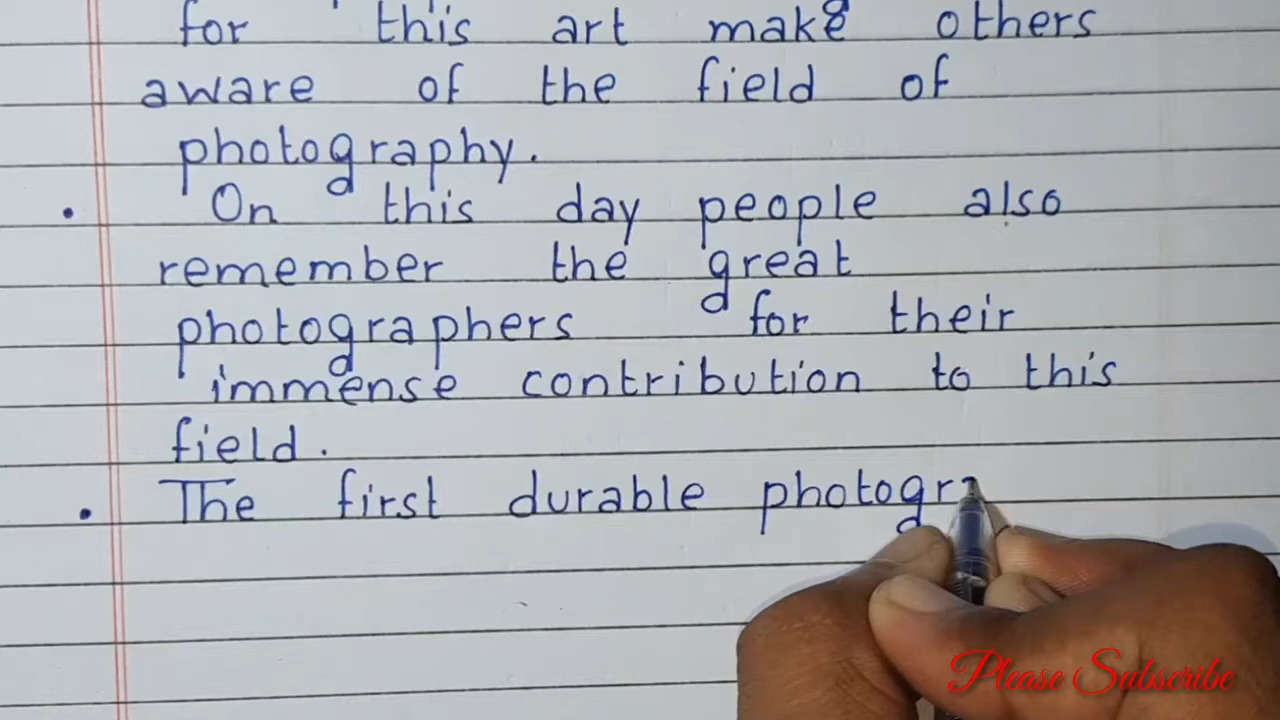 for this art make others
aware of the field of
photography.
• On this day people also
remember the great
photographers for their
immense contribution to this
field.
• The first durable photogr
Please Subscribe